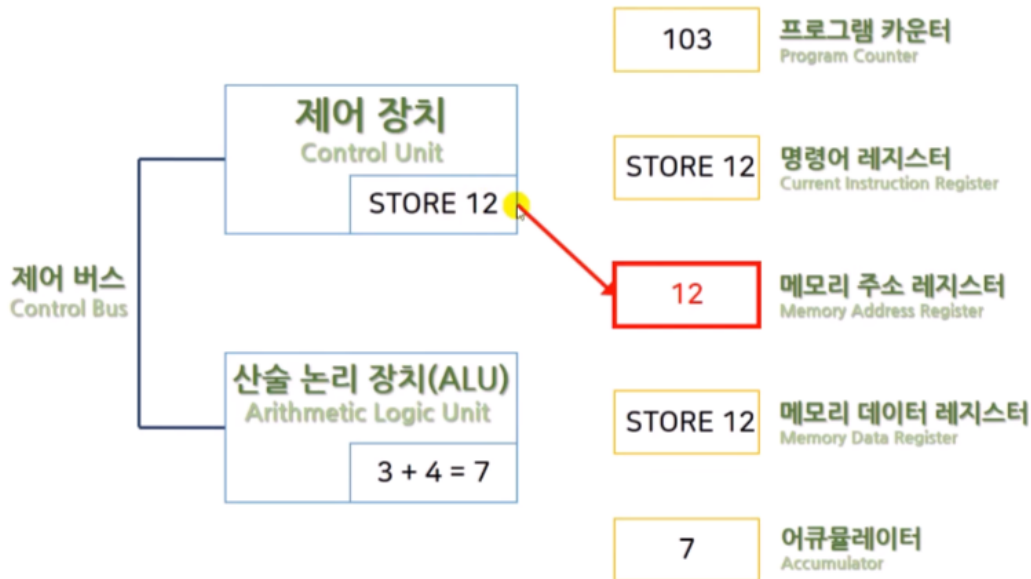 103
프로그램 카운터
Program Counter
제어 장치
Control Unit
STORE 12
STORE 12
명령어 레지스터
Current Instruction Register
제어 버스
Control Bus
12
메모리 주소 레지스터
Memory Address Register
산술 논리 장치(ALU)
Arithmetic Logic Unit
3 + 4 = 7
STORE 12
메모리 데이터 레지스터
Memory Data Register
7
어큐뮬레이터
Accumulator